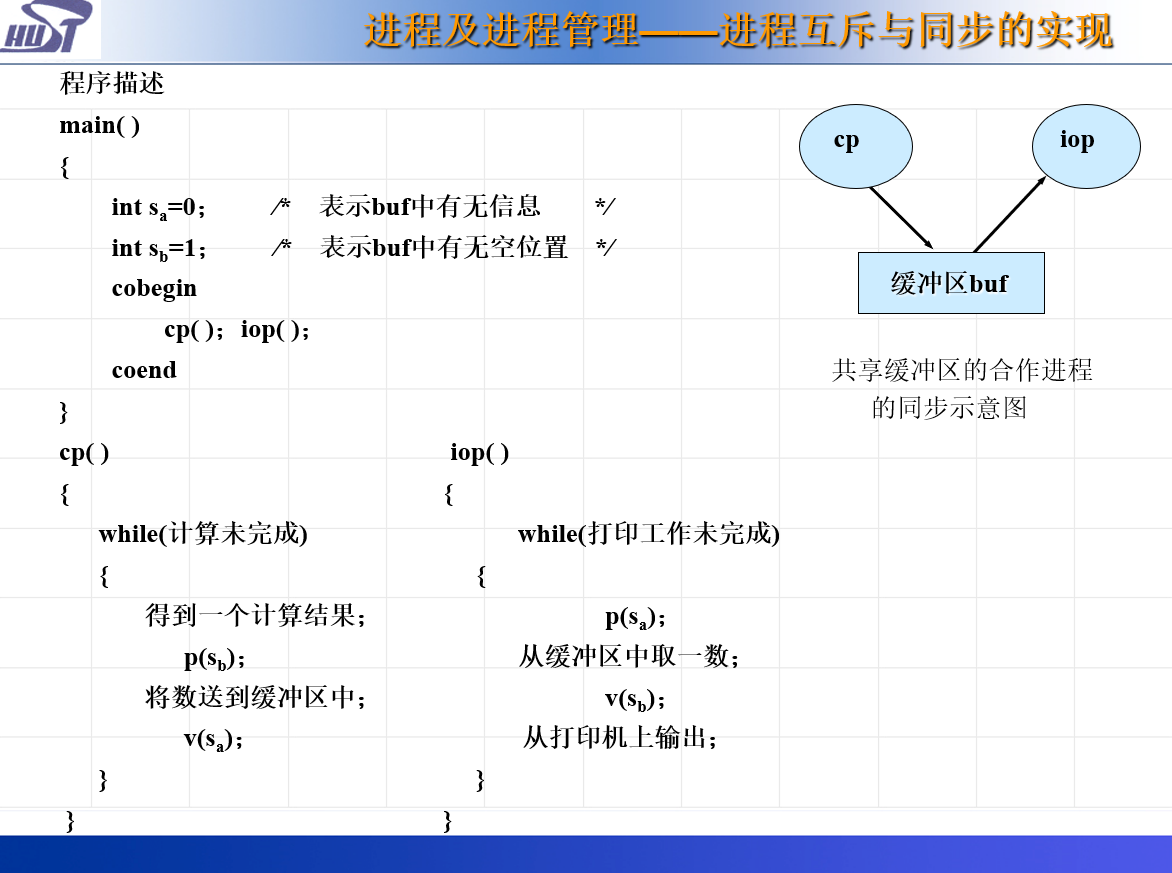 HUST
进程及进程管理——进程互斥与同步的实现
程序描述
main( )
{
int sa=0； /* 表示buf中有无信息 */
int sb=1； /* 表示buf中有无空位置 */
cobegin
cp( )；iop( )；
coend
}
cp( )
{
while(计算未完成)
{
得到一个计算结果；
p(sb)；
将数送到缓冲区中；
v(sa)；
}
}
iop( )
{
while(打印工作未完成)
{
p(sa)；
从缓冲区中取一数；
v(sb)；
从打印机上输出；
}
}
cp
iop
缓冲区buf
共享缓冲区的合作进程
的同步示意图